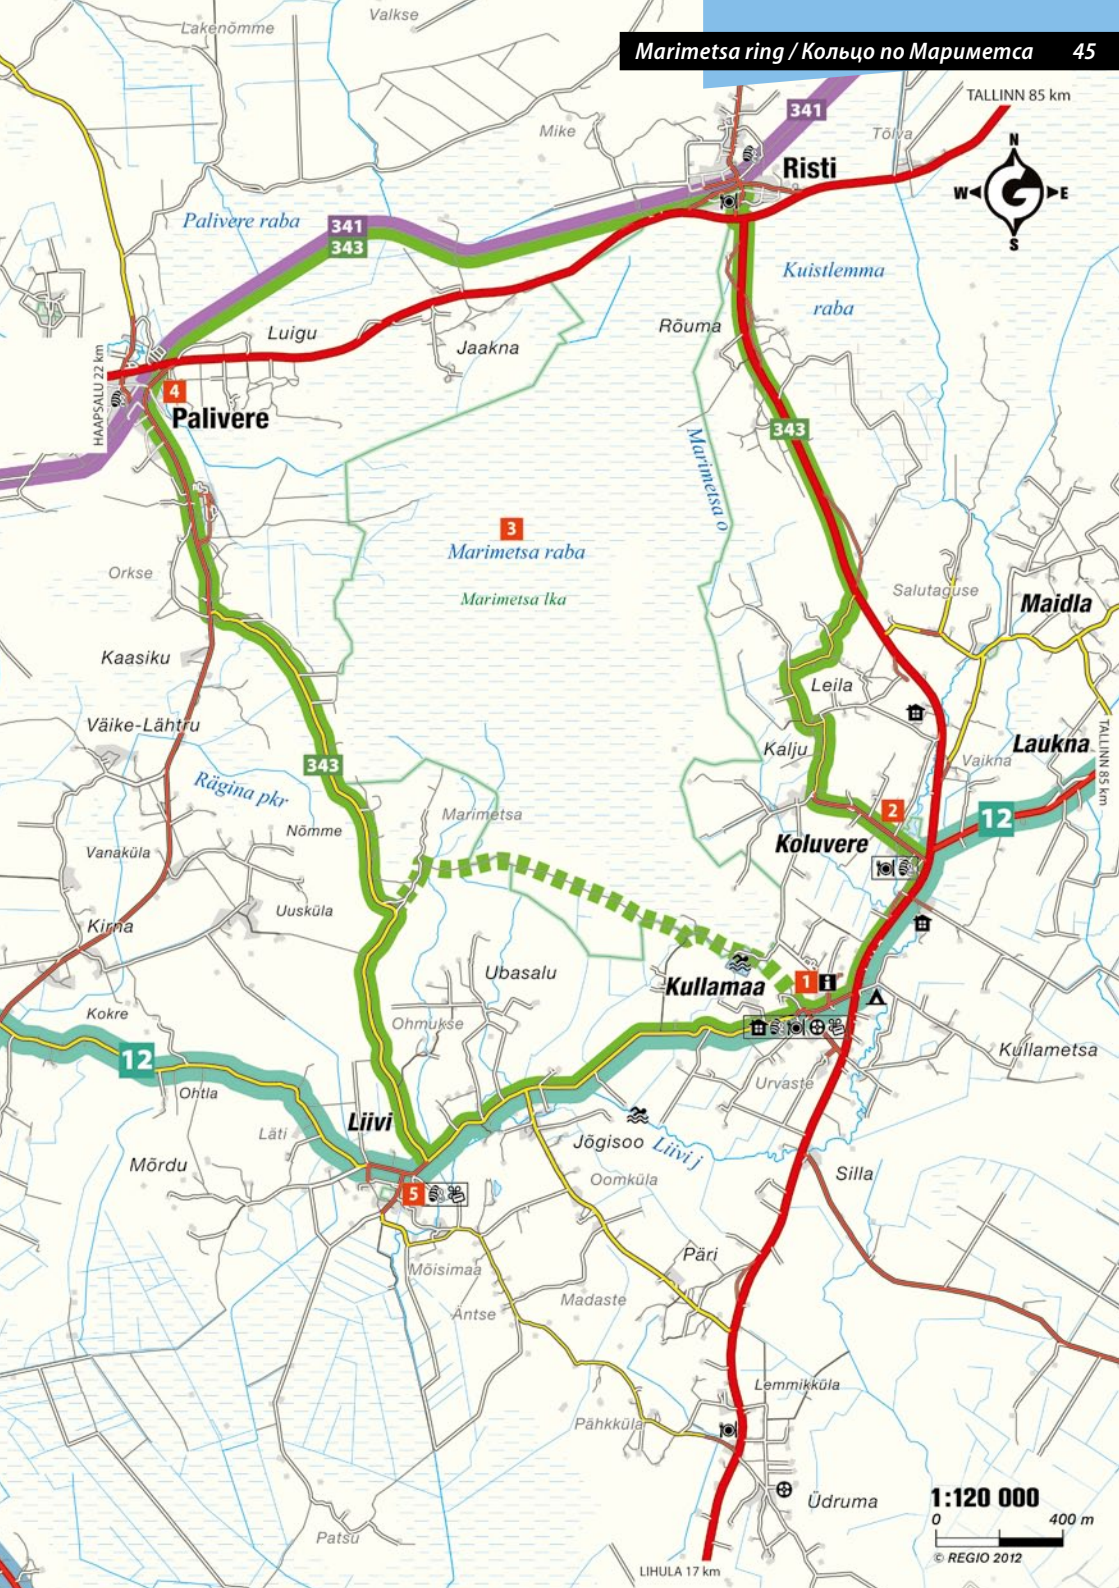 Marimetsa ring / Кольцо по Мариметса 45
Valkse
Lakenõmme
341
TALLINN 85 km
Mike
Tõlva
N
Risti
W E
S
Palivere raba
341
343
Kuistlemma
raba
Luigu
Rõuma
Jaakna
HAAPSALU 22 km
4
Palivere
343
Marimetsa o
3
Marimetsa raba
Orkse
Salutaguse
Marimetsa lka
Maidla
Kaasiku
Leila
Väike-Lähtru
Kalju
Laukna
TALLINN 85 km
343
Vaikna
Rägina pkr
Marimetsa
2
12
Nõmme
Koluvere
Vanaküla
Uusküla
Kirna
Ubasalu
Kullamaa
1
i
Kokre
Ohmukse
Kullametsa
12
Urvaste
Ohtla
Liivi
Läti
Jõgisoo
Liivi j
Mõrdu
Silla
Oomküla
5
Päri
Mõisimaa
Madaste
Äntse
Lemmikküla
Pähkküla
Üdruma
1:120 000
0 400 m
Patsu
© REGIO 2012
LIHULA 17 km